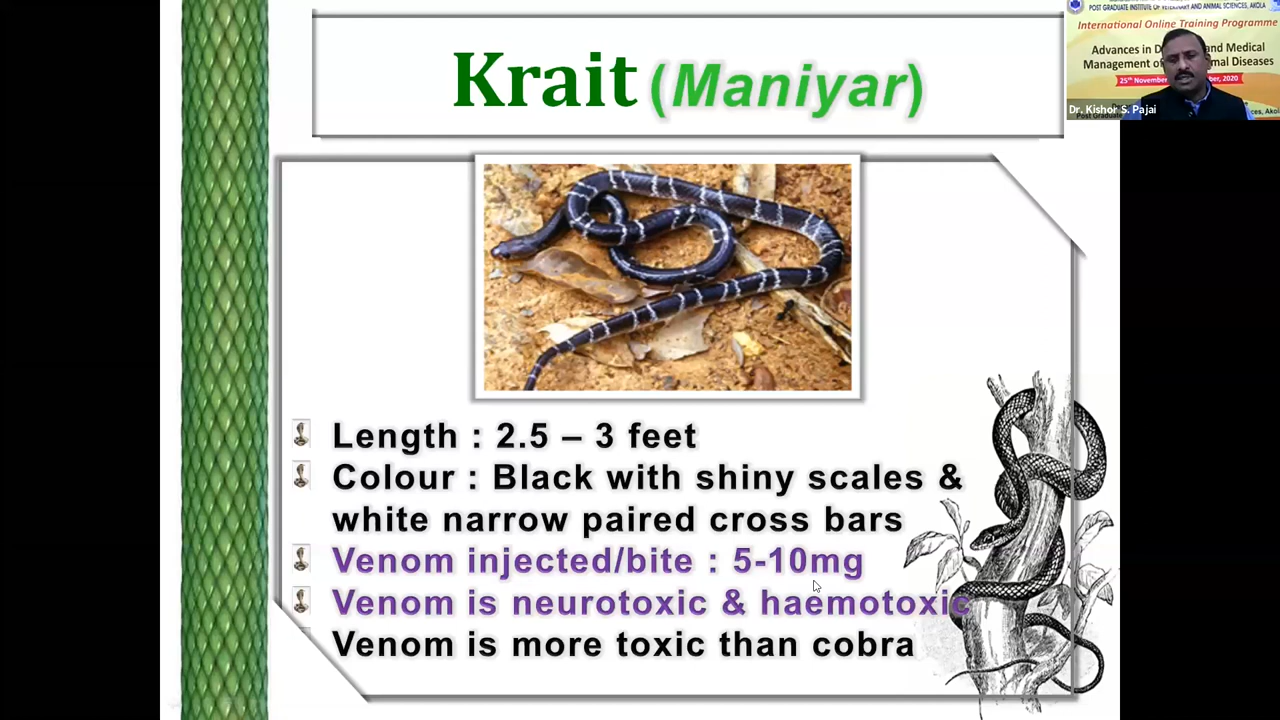 Krait (Maniyar)
Length : 2.5 – 3 feet
Colour : Black with shiny scales &
white narrow paired cross bars
Venom injected/bite : 5-10mg
Venom is neurotoxic & haemotoxic
Venom is more toxic than cobra
POST GRADUATE INSTITUTE OF VETERINARY AND ANIMAL SCIENCES, AKOLA
International Online Training Programme
Advances in and Medical
Management of Diseases
25th November 2020
Dr. Kishor S. Pajai
Post Graduate